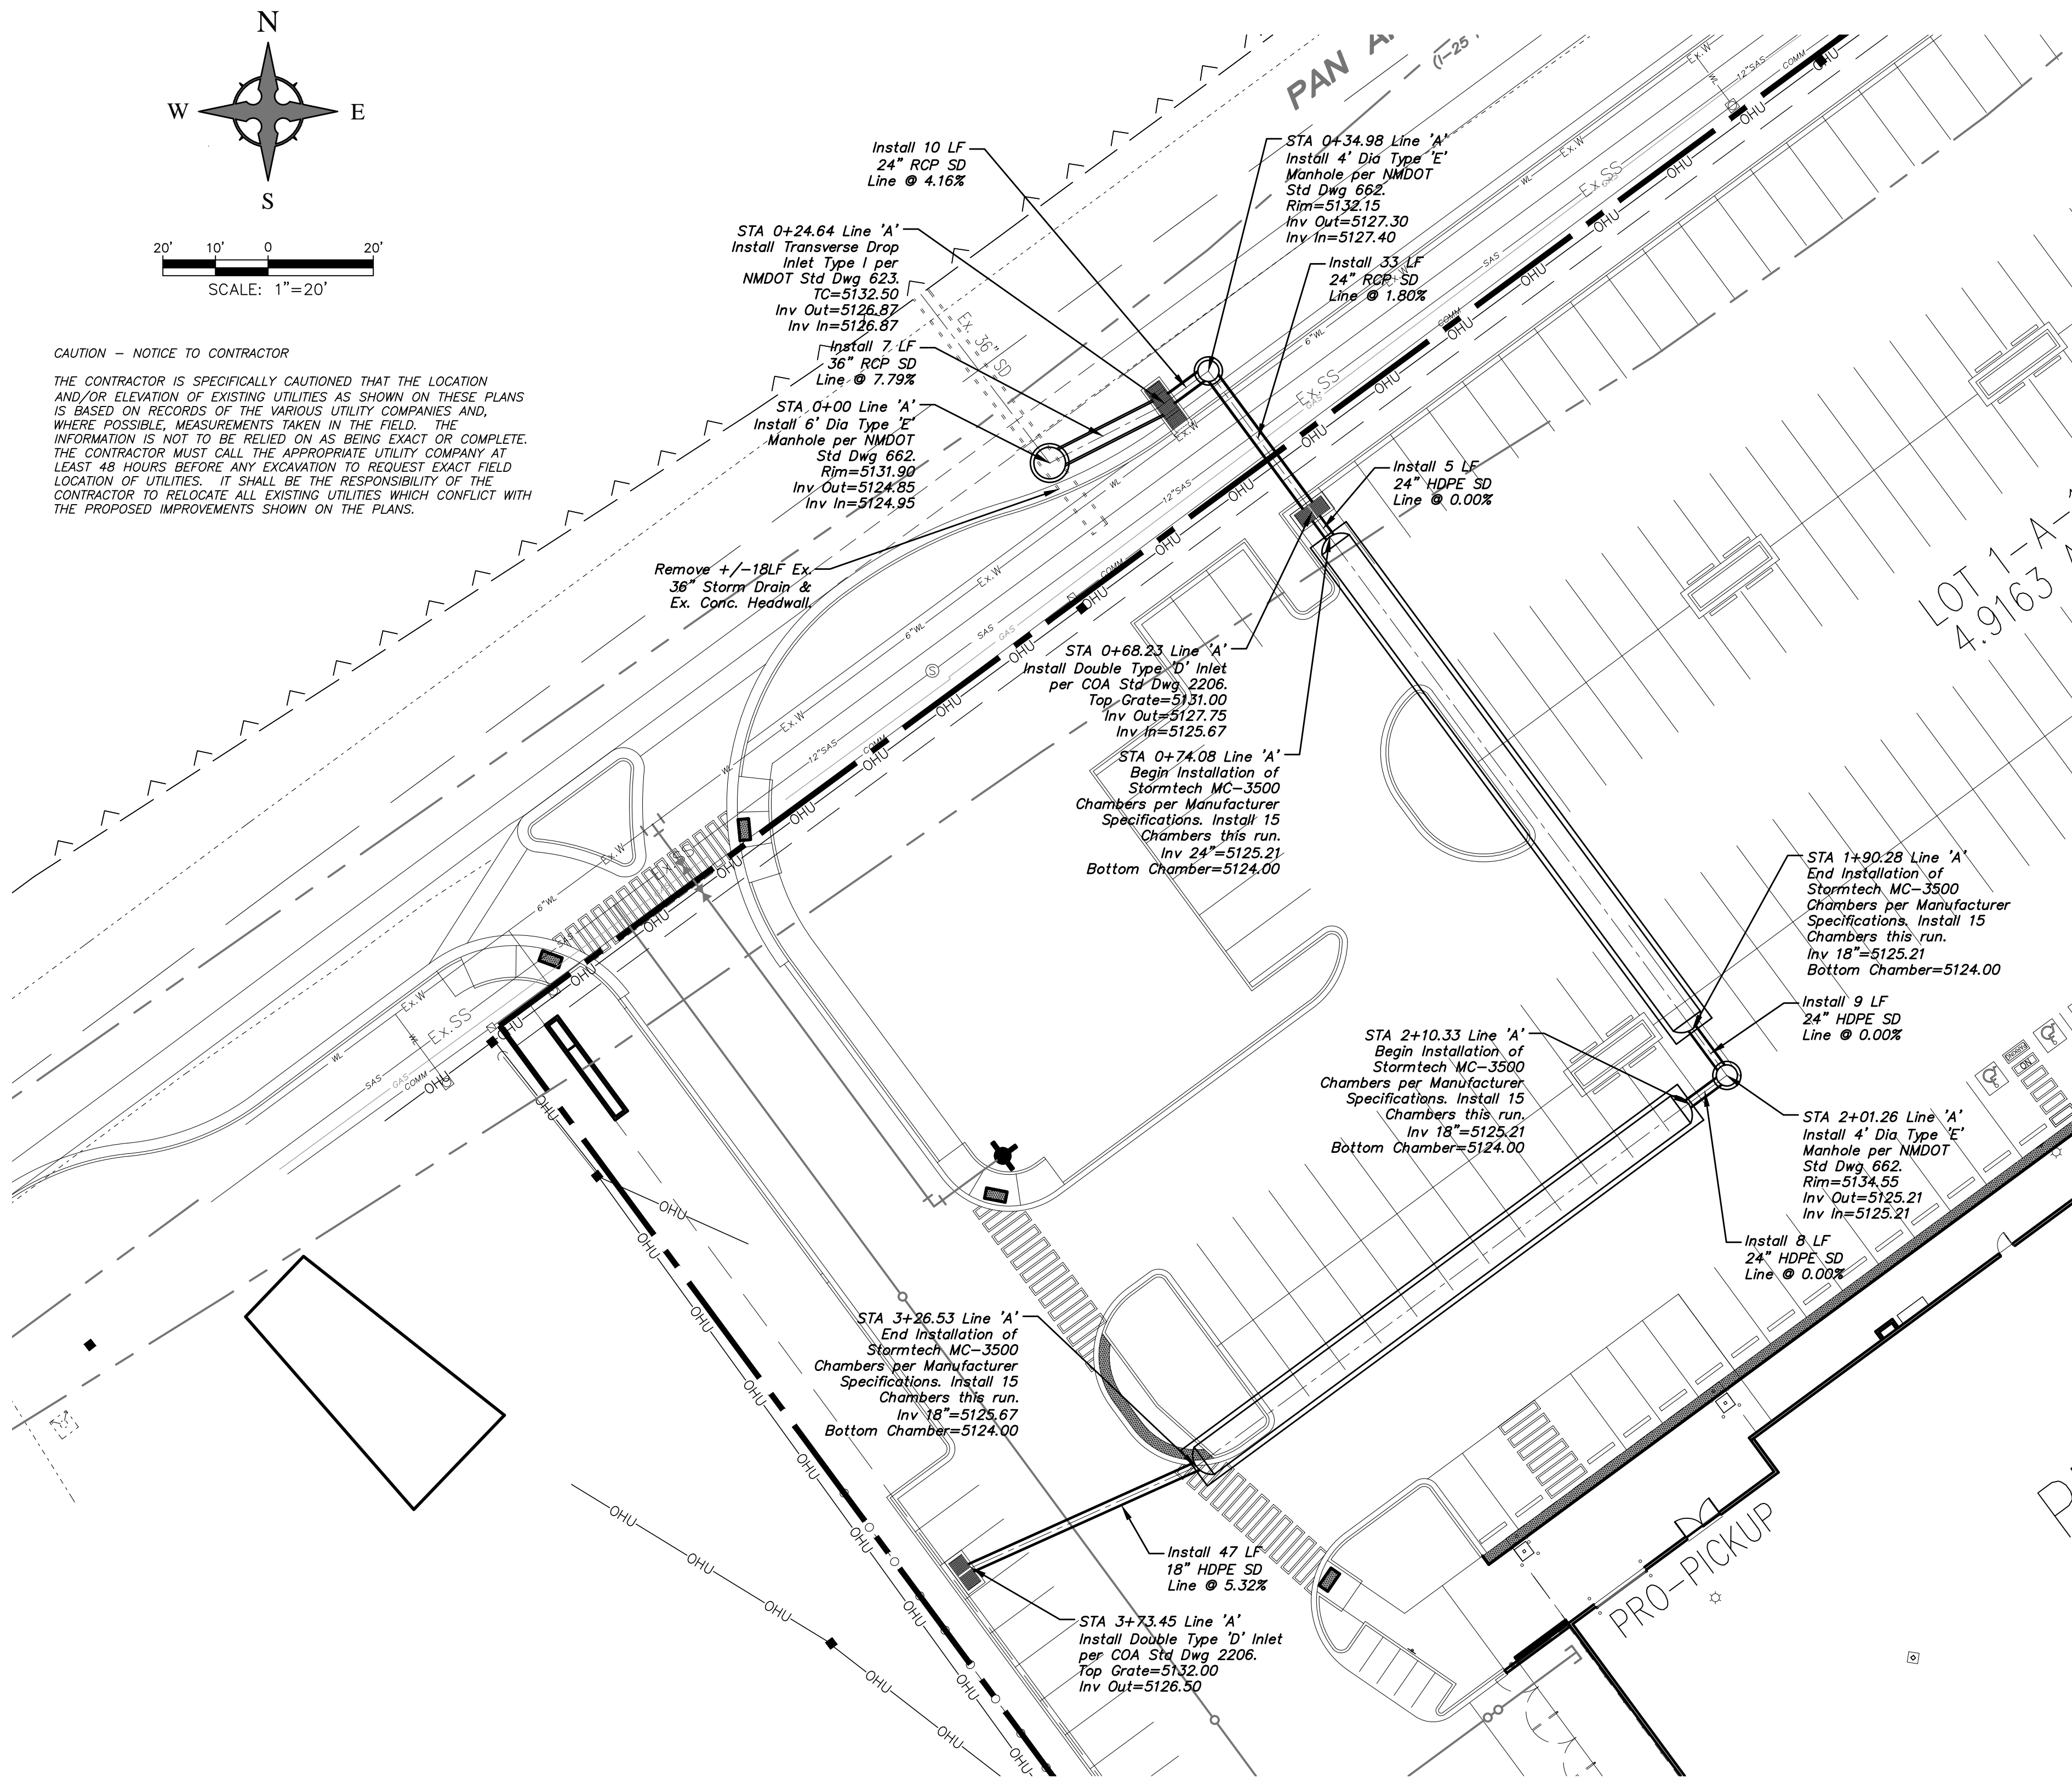 N
W
E
S
20'
10'
0
20'
SCALE: 1"=20'
CAUTION – NOTICE TO CONTRACTOR
THE CONTRACTOR IS SPECIFICALLY CAUTIONED THAT THE LOCATION
AND/OR ELEVATION OF EXISTING UTILITIES AS SHOWN ON THESE PLANS
IS BASED ON RECORDS OF THE VARIOUS UTILITY COMPANIES AND,
WHERE POSSIBLE, MEASUREMENTS TAKEN IN THE FIELD. THE
INFORMATION IS NOT TO BE RELIED ON AS BEING EXACT OR COMPLETE.
THE CONTRACTOR MUST CALL THE APPROPRIATE UTILITY COMPANY AT
LEAST 48 HOURS BEFORE ANY EXCAVATION TO REQUEST EXACT FIELD
LOCATION OF UTILITIES. IT SHALL BE THE RESPONSIBILITY OF THE
CONTRACTOR TO RELOCATE ALL EXISTING UTILITIES WHICH CONFLICT WITH
THE PROPOSED IMPROVEMENTS SHOWN ON THE PLANS.
PAN
(I-25
Install 10 LF
24" RCP SD
Line @ 4.16%
STA 0+34.98 Line 'A'
Install 4' Dia Type 'E'
Manhole per NMDOT
Std Dwg 662.
Rim=5132.15
Inv Out=5127.30
Inv In=5127.40
STA 0+24.64 Line 'A'
Install Transverse Drop
Inlet Type I per
NMDOT Std Dwg 623.
TC=5132.50
Inv Out=5126.87
Inv In=5126.87
Install 33 LF
24" RCP SD
Line @ 1.80%
Install 7 LF
36" RCP SD
Line @ 7.79%
Ex. 36" SD
STA 0+00 Line 'A'
Install 6' Dia Type 'E'
Manhole per NMDOT
Std Dwg 662.
Rim=5131.90
Inv Out=5124.85
Inv In=5124.95
Install 5 LF
24" HDPE SD
Line @ 0.00%
Remove +/-18LF Ex.
36" Storm Drain &
Ex. Conc. Headwall.
LOT 1-A-
4.9163
STA 0+68.23 Line 'A'
Install Double Type 'D' Inlet
per COA Std Dwg 2206.
Top Grate=5131.00
Inv Out=5127.75
Inv In=5125.67
STA 0+74.08 Line 'A'
Begin Installation of
Stormtech MC-3500
Chambers per Manufacturer
Specifications. Install 15
Chambers this run.
Inv 24"=5125.21
Bottom Chamber=5124.00
STA 1+90.28 Line 'A'
End Installation of
Stormtech MC-3500
Chambers per Manufacturer
Specifications. Install 15
Chambers this run.
Inv 18"=5125.21
Bottom Chamber=5124.00
Install 9 LF
24" HDPE SD
Line @ 0.00%
STA 2+10.33 Line 'A'
Begin Installation of
Stormtech MC-3500
Chambers per Manufacturer
Specifications. Install 15
Chambers this run.
Inv 18"=5125.21
Bottom Chamber=5124.00
STA 2+01.26 Line 'A'
Install 4' Dia Type 'E'
Manhole per NMDOT
Std Dwg 662.
Rim=5134.55
Inv Out=5125.21
Inv In=5125.21
Install 8 LF
24" HDPE SD
Line @ 0.00%
STA 3+26.53 Line 'A'
End Installation of
Stormtech MC-3500
Chambers per Manufacturer
Specifications. Install 15
Chambers this run.
Inv 18"=5125.67
Bottom Chamber=5124.00
Install 47 LF
18" HDPE SD
Line @ 5.32%
STA 3+73.45 Line 'A'
Install Double Type 'D' Inlet
per COA Std Dwg 2206.
Top Grate=5132.00
Inv Out=5126.50
PRO-PICKUP
Ex.W
12"SAS
COMM
OHU
WL
Ex.SS
GAS
SAS
6"WL
S
NO